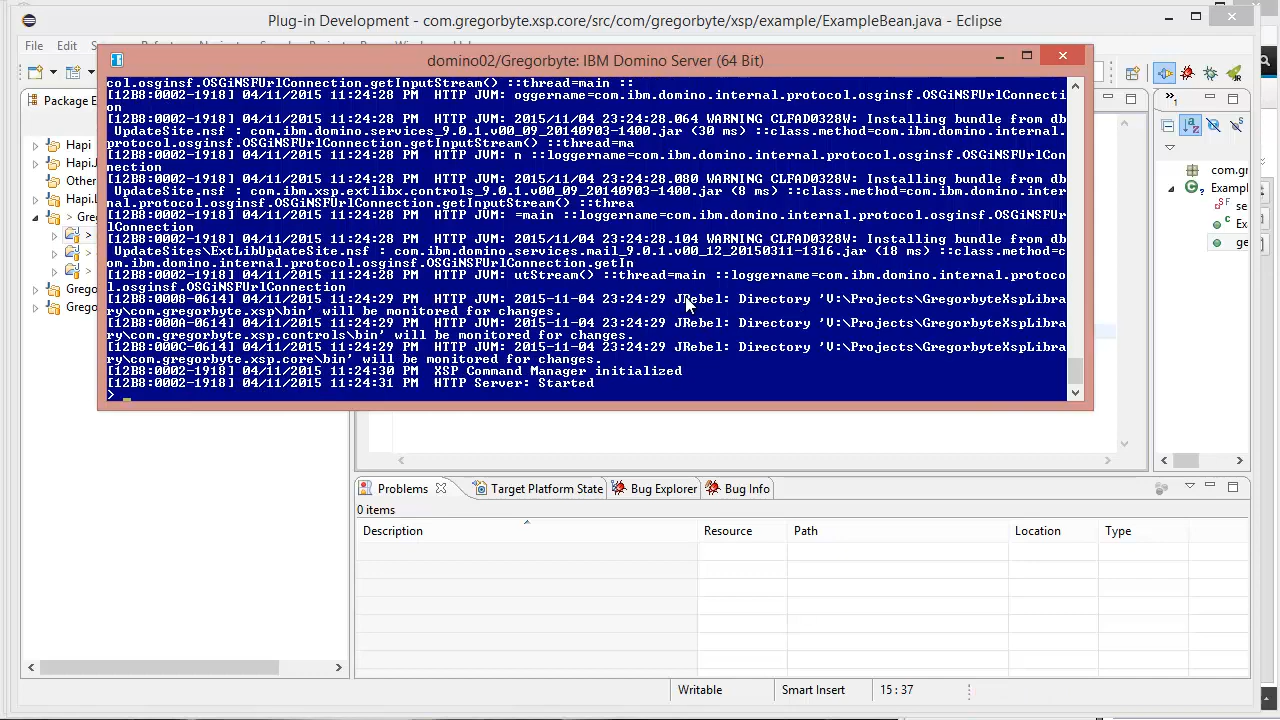 Plug-in Development - com.gregorbyte.xsp.core/src/com/gregorbyte/xsp/example/ExampleBean.java - Eclipse
File Edit
domino02/Gregorbyte: IBM Domino Server (64 Bit)
col.osginsf.OSGiNSFUrlConnection.getInputStream() ::thread=main ::
[12B8:0002-1918] 04/11/2015 11:24:28 PM  HTTP JVM: oggername=com.ibm.domino.internal.protocol.osginsf.OSGiNSFUrlConnecti
on
[12B8:0002-1918] 04/11/2015 11:24:28 PM  HTTP JVM: 2015/11/04 23:24:28.064 WARNING CLFAD0328W: Installing bundle from db
UpdateSite.nsf : com.ibm.domino.services_9.0.1.v00_09_20140903-1400.jar (30 ms) ::class.method=com.ibm.domino.internal.
protocol.osginsf.OSGiNSFUrlConnection.getInputStream() ::thread=ma
[12B8:0002-1918] 04/11/2015 11:24:28 PM  HTTP JVM: n ::loggername=com.ibm.domino.internal.protocol.osginsf.OSGiNSFUrlCon
nection
[12B8:0002-1918] 04/11/2015 11:24:28 PM  HTTP JVM: 2015/11/04 23:24:28.080 WARNING CLFAD0328W: Installing bundle from db
UpdateSite.nsf : com.ibm.xsp.extlibx.controls_9.0.1.v00_09_20140903-1400.jar (8 ms) ::class.method=com.ibm.domino.inter
nal.protocol.osginsf.OSGiNSFUrlConnection.getInputStream() ::threa
[12B8:0002-1918] 04/11/2015 11:24:28 PM  HTTP JVM: =main ::loggername=com.ibm.domino.internal.protocol.osginsf.OSGiNSFUr
lConnection
[12B8:0002-1918] 04/11/2015 11:24:28 PM  HTTP JVM: 2015/11/04 23:24:28.104 WARNING CLFAD0328W: Installing bundle from db
UpdateSites\ExtLibUpdateSite.nsf : com.ibm.domino.services.mail_9.0.1.v00_12_20150311-1316.jar (18 ms) ::class.method=c
om.ibm.domino.internal.protocol.osginsf.OSGiNSFUrlConnection.getIn
[12B8:0002-1918] 04/11/2015 11:24:28 PM  HTTP JVM: utStream() ::thread=main ::loggername=com.ibm.domino.internal.protoco
l.osginsf.OSGiNSFUrlConnection
[12B8:0008-0614] 04/11/2015 11:24:29 PM  HTTP JVM: 2015-11-04 23:24:29 JRebel: Directory 'V:\Projects\GregorbyteXspLibra
ry\com.gregorbyte.xsp\bin' will be monitored for changes.
[12B8:000A-0614] 04/11/2015 11:24:29 PM  HTTP JVM: 2015-11-04 23:24:29 JRebel: Directory 'V:\Projects\GregorbyteXspLibra
ry\com.gregorbyte.xsp.controls\bin' will be monitored for changes.
[12B8:000C-0614] 04/11/2015 11:24:29 PM  HTTP JVM: 2015-11-04 23:24:29 JRebel: Directory 'V:\Projects\GregorbyteXspLibra
ry\com.gregorbyte.xsp.core\bin' will be monitored for changes.
[12B8:0002-1918] 04/11/2015 11:24:30 PM  XSP Command Manager initialized
[12B8:0002-1918] 04/11/2015 11:24:31 PM  HTTP Server: Started
>
Package E
Hapi
Hapi.
Other
Hapi.
> Gre
>
>
>
Grego
Grego
com.gr
Examp
se
Ex
ge
Problems
Target Platform State
Bug Explorer
Bug Info
0 items
Description Resource Path Location Type
Writable Smart Insert 15 : 37